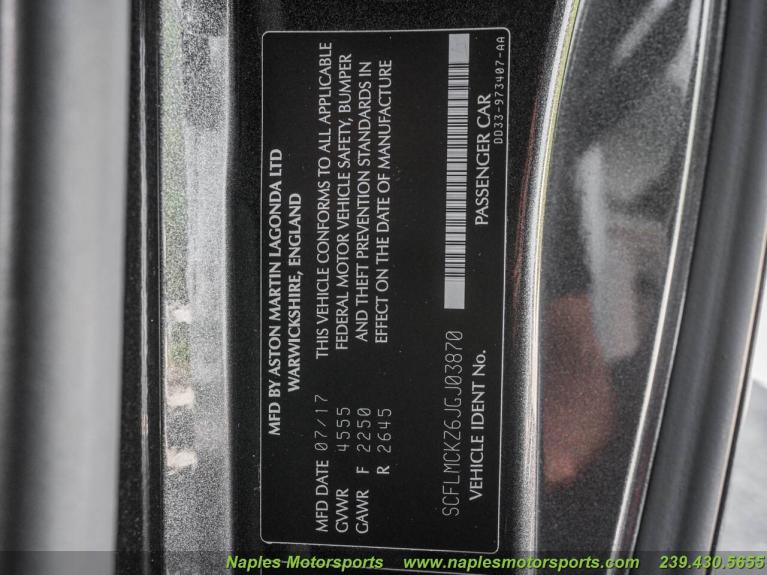 MFD BY ASTON MARTIN LAGONDA LTD
WARWICKSHIRE, ENGLAND
MFD DATE 07/17
GVWR 4555
GAWR F 2250
R 2645
THIS VEHICLE CONFORMS TO ALL APPLICABLE
FEDERAL MOTOR VEHICLE SAFETY, BUMPER
AND THEFT PREVENTION STANDARDS IN
EFFECT ON THE DATE OF MANUFACTURE
SCFLMCKZ6JGJ03870
VEHICLE IDENT No.
PASSENGER CAR
DD33-973407-AA
Naples Motorsports www.naplesmotorsports.com 239.430.5655